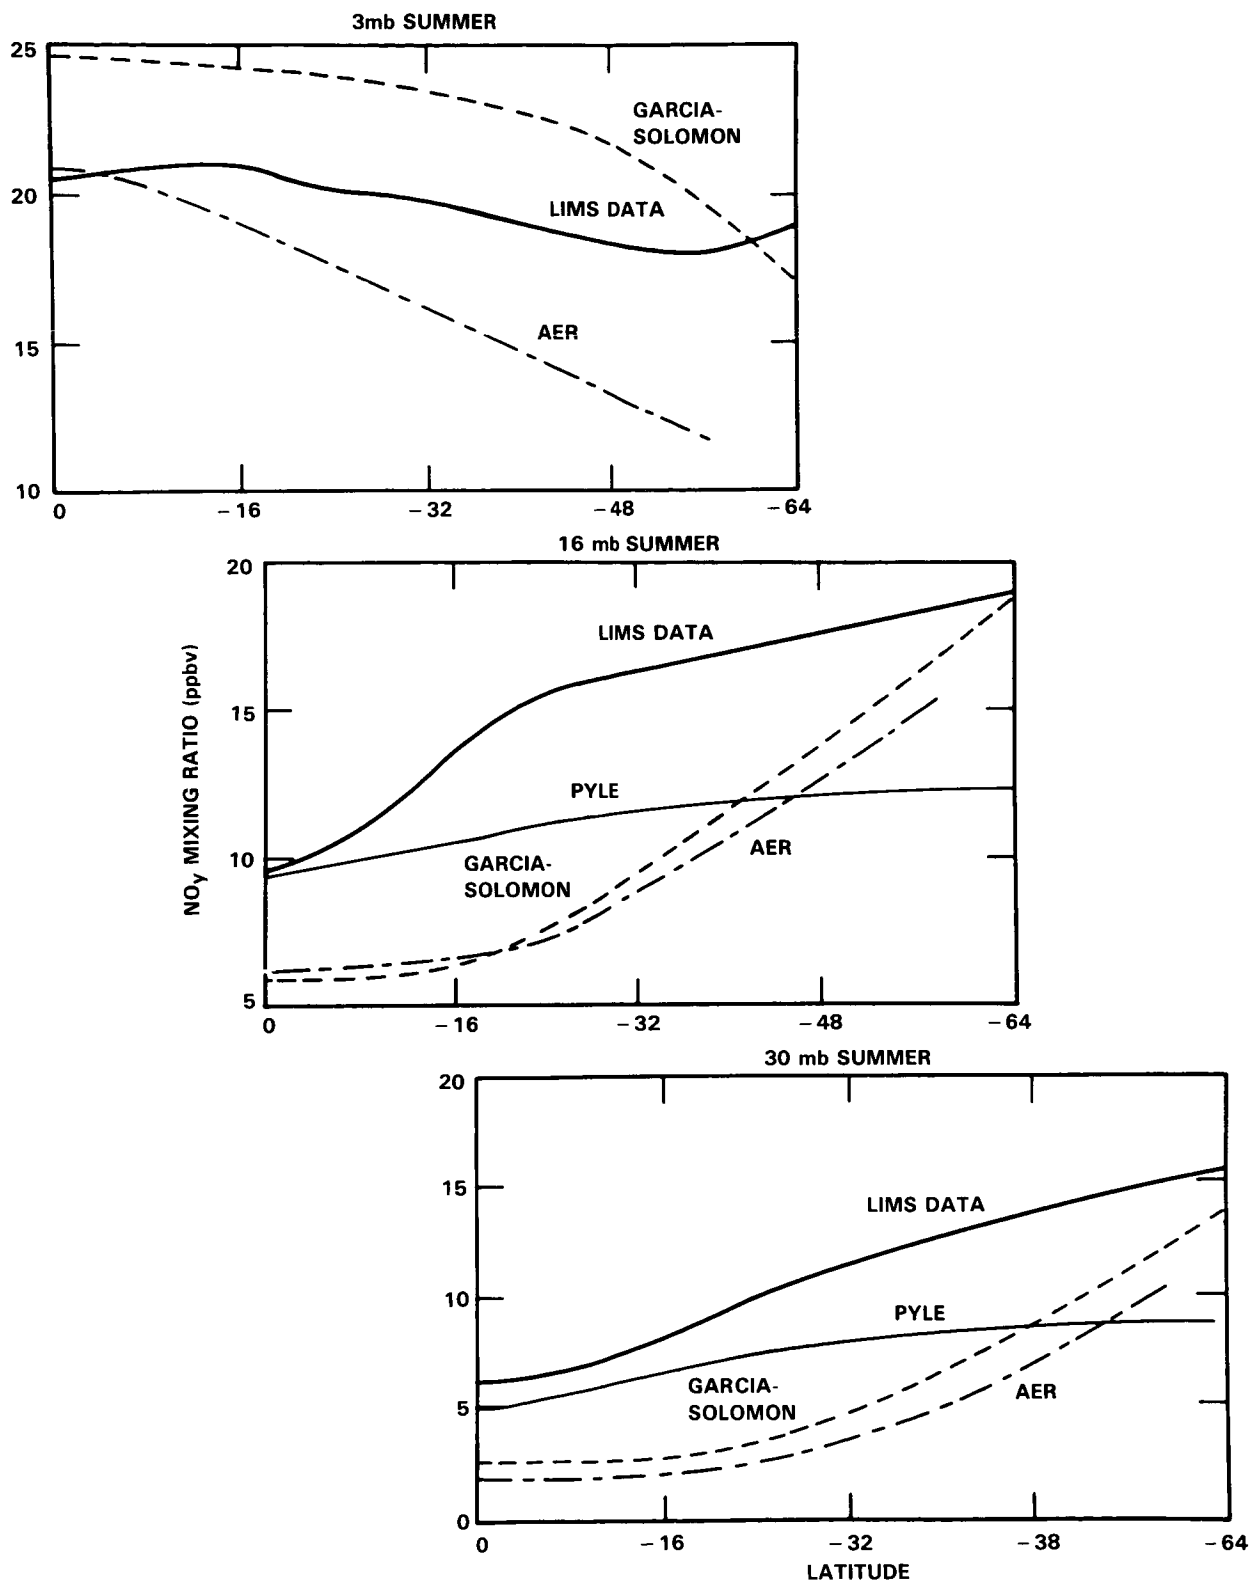 3mb SUMMER
25
20
15
10
GARCIA-
SOLOMON
LIMS DATA
AER
0 -16 -32 -48 -64
16 mb SUMMER
20
15
10
5
NOy MIXING RATIO (ppbv)
LIMS DATA
PYLE
GARCIA-
SOLOMON
AER
0 -16 -32 -48 -64
30 mb SUMMER
20
15
10
5
0
LIMS DATA
PYLE
GARCIA-
SOLOMON
AER
0 -16 -32 -38 -64
LATITUDE